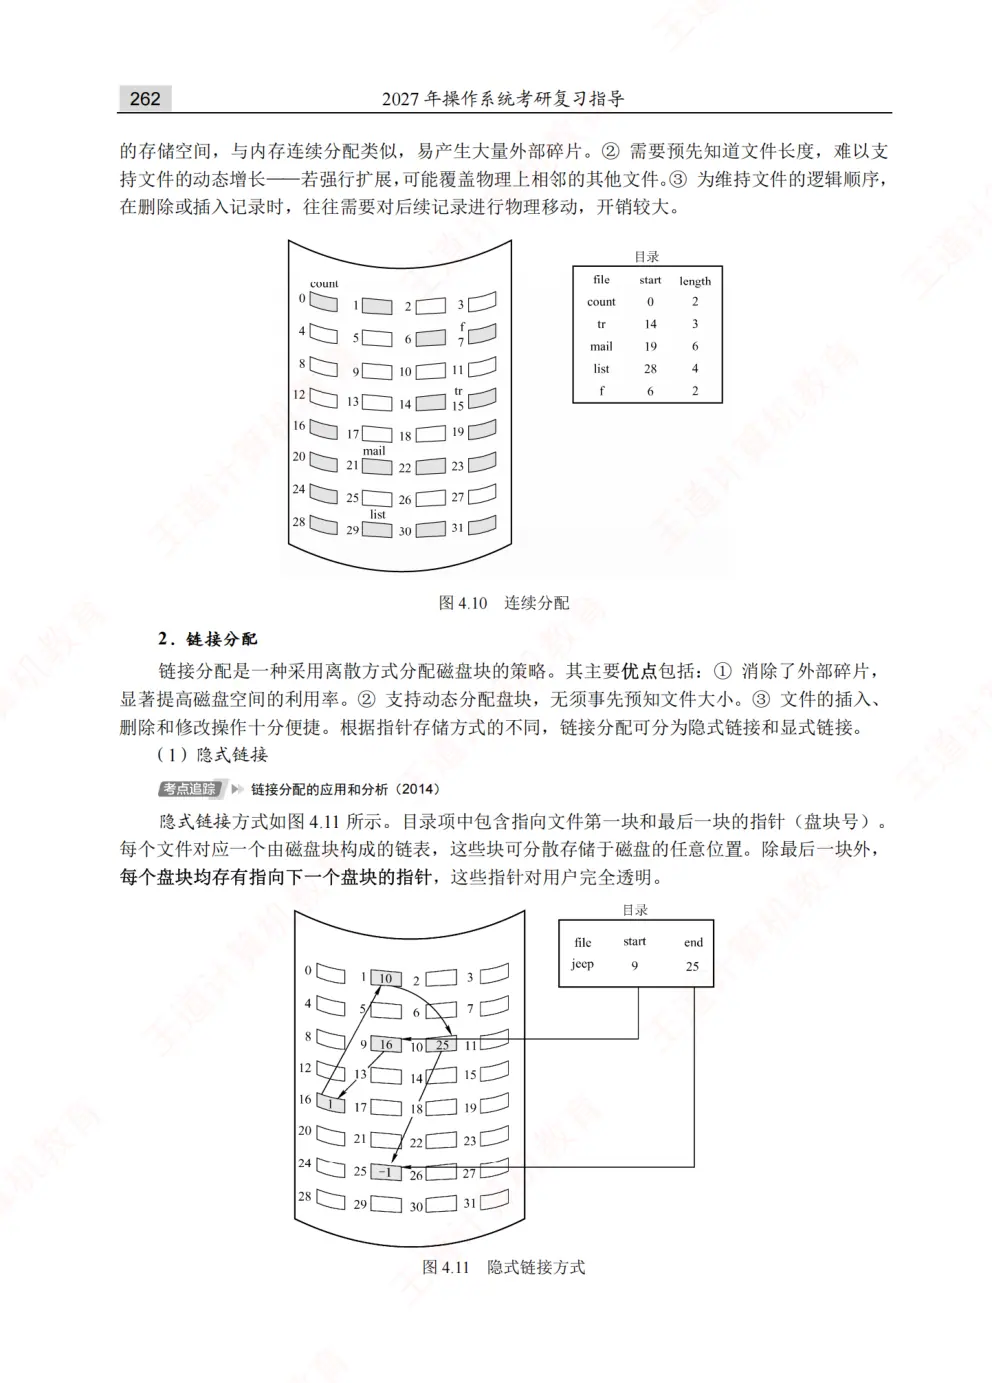 262
2027 年操作系统考研复习指导
的存储空间，与内存连续分配类似，易产生大量外部碎片。② 需要预先知道文件长度，难以支
持文件的动态增长——若强行扩展，可能覆盖物理上相邻的其他文件。③ 为维持文件的逻辑顺序，
在删除或插入记录时，往往需要对后续记录进行物理移动，开销较大。
count
0 1 2 3
f
4 5 6 7
8 9 10 11
tr
12 13 14 15
16 17 18 19
mail
20 21 22 23
24 25 26 27
list
28 29 30 31
目录
file start length
count 0 2
tr 14 3
mail 19 6
list 28 4
f 6 2
图 4.10 连续分配
2．链接分配
链接分配是一种采用离散方式分配磁盘块的策略。其主要优点包括：① 消除了外部碎片，
显著提高磁盘空间的利用率。② 支持动态分配盘块，无须事先预知文件大小。③ 文件的插入、
删除和修改操作十分便捷。根据指针存储方式的不同，链接分配可分为隐式链接和显式链接。
（1）隐式链接
考点追踪 链接分配的应用和分析（2014）
隐式链接方式如图 4.11 所示。目录项中包含指向文件第一块和最后一块的指针（盘块号）。
每个文件对应一个由磁盘块构成的链表，这些块可分散存储于磁盘的任意位置。除最后一块外，
每个盘块均存有指向下一个盘块的指针，这些指针对用户完全透明。
目录
file start end
jeep 9 25
0 1 10 2 3
4 5 6 7
8 9 16 10 25 11
12 13 14 15
16 1 17 18 19
20 21 22 23
24 25 -1 26 27
28 29 30 31
图 4.11 隐式链接方式
王道计算机教育